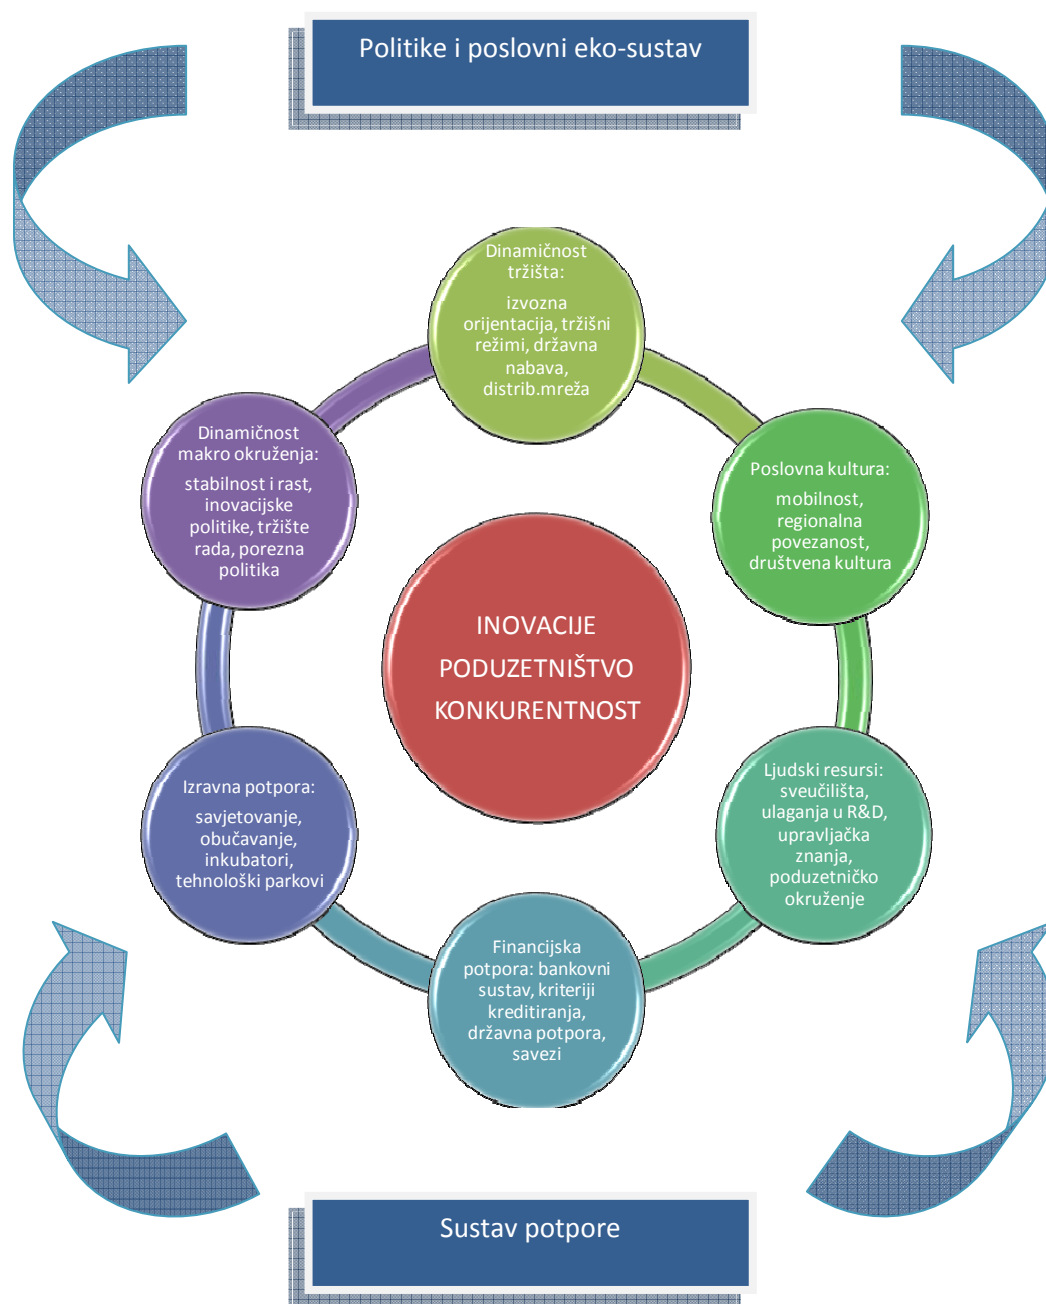 Politike i poslovni eko-sustav
Dinamičnost
tržišta:
izvozna
orijentacija, tržišni
režimi, državna
nabava,
distrib.mreža
Dinamičnost
makro okruženja:
stabilnost i rast,
inovacijske
politike, tržište
rada, porezna
politika
Poslovna kultura:
mobilnost,
regionalna
povezanost,
društvena kultura
INOVACIJE
PODUZETNIŠTVO
KONKURENTNOST
Izravna potpora:
savjetovanje,
obučavanje,
inkubatori,
tehnološki parkovi
Ljudski resursi:
sveučilišta,
ulaganja u R&D,
upravljačka
znanja,
poduzetničko
okruženje
Financijska
potpora: bankovni
sustav, kriteriji
kreditiranja,
državna potpora,
savezi
Sustav potpore